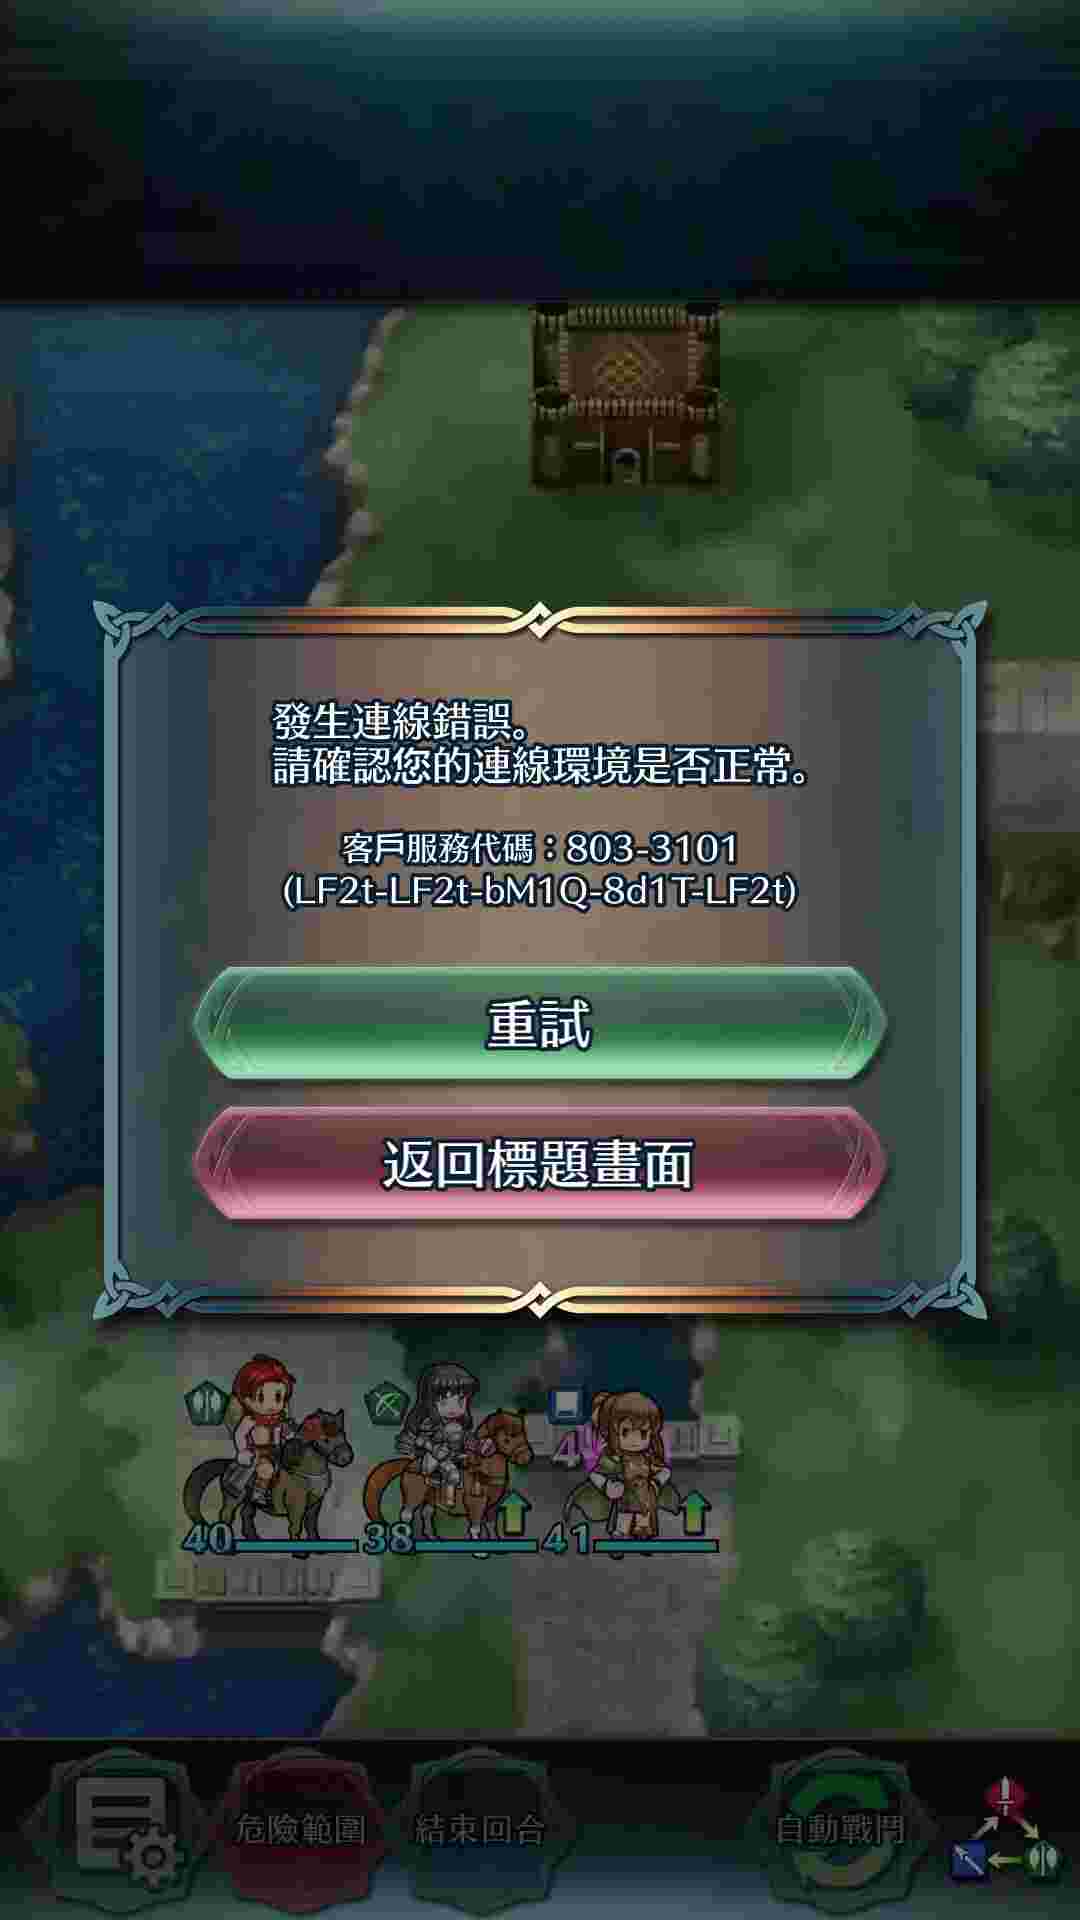 發生連線錯誤。
請確認您的連線環境是否正常。
客戶服務代碼：803-3101
(LF2t-LF2t-bM1Q-8d1T-LF2t)
重試
返回標題畫面
40
38
41
危險範圍
結束回合
自動戰鬥